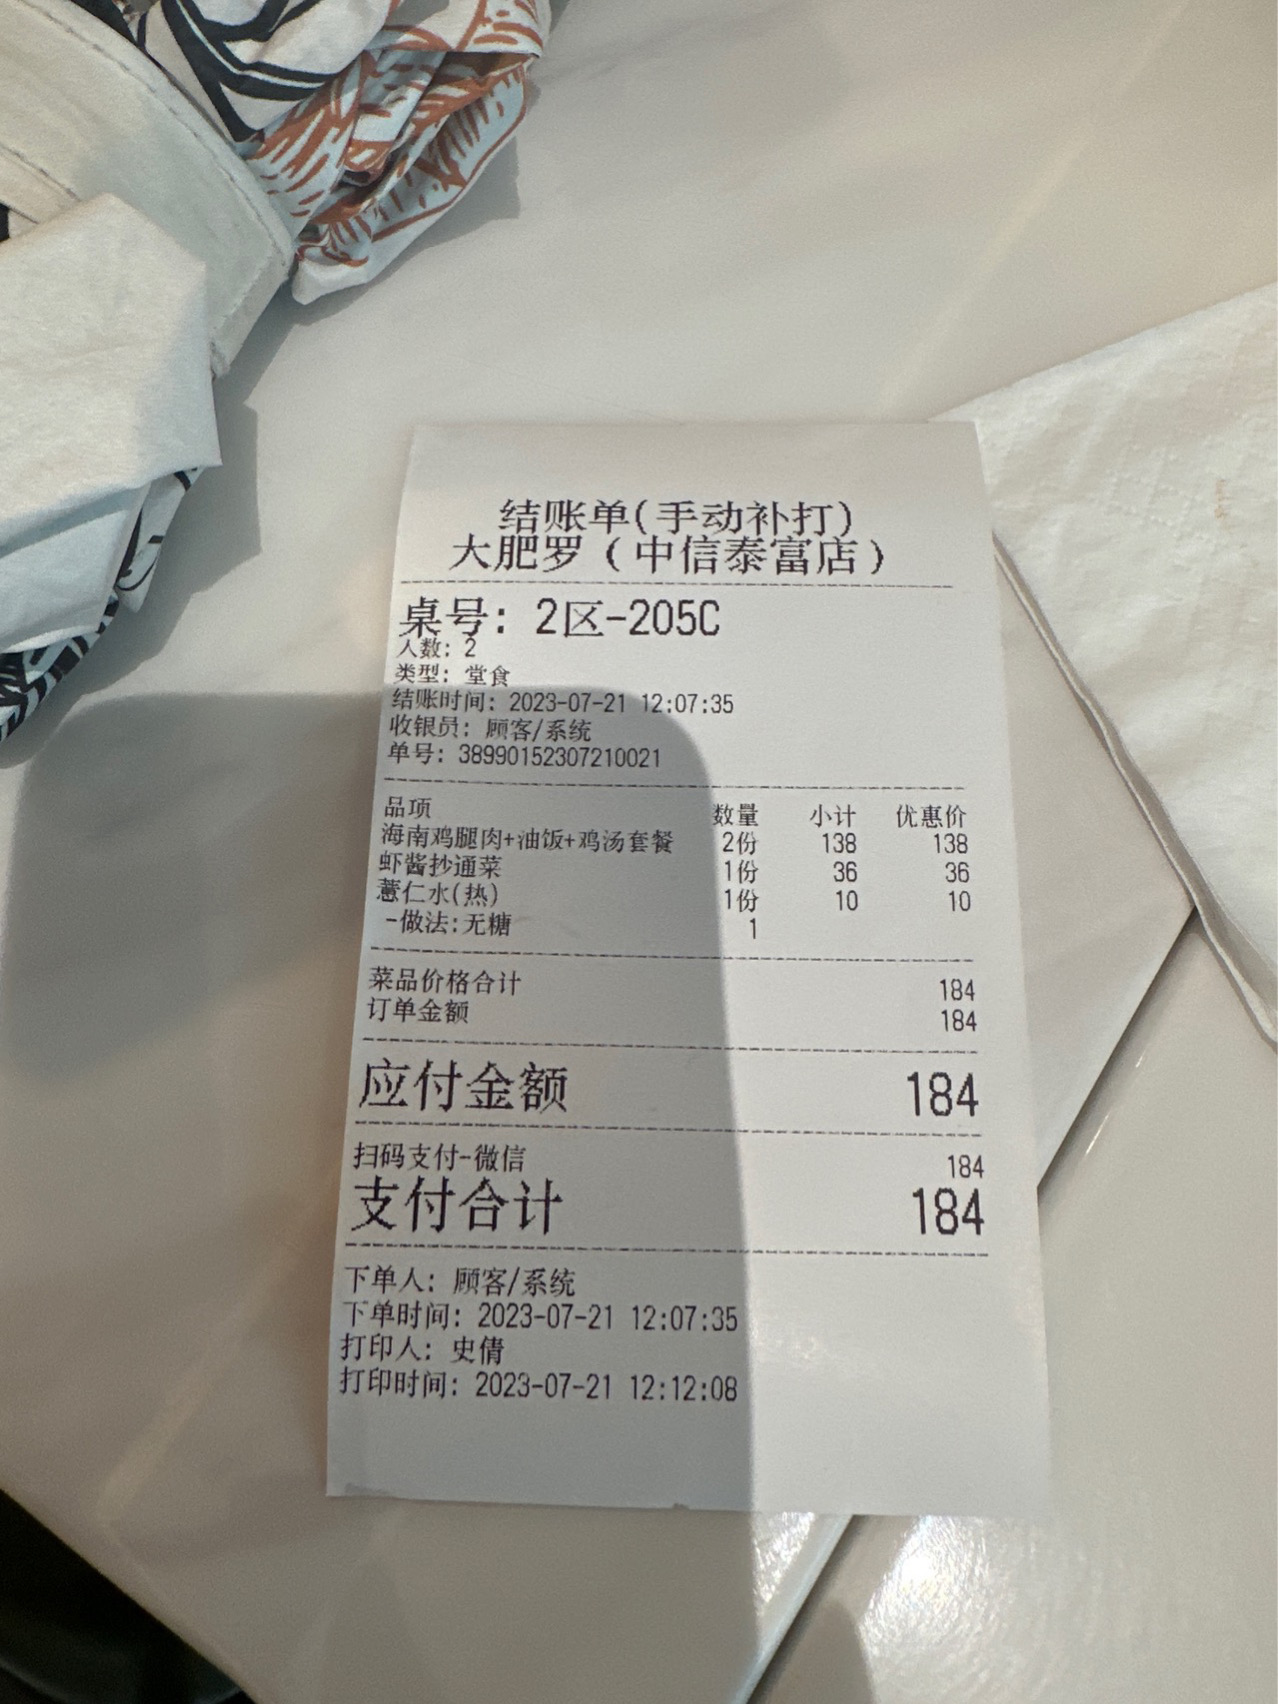 结账单(手动补打)
大肥罗（中信泰富店）
桌号: 2区-205C
人数: 2
类型: 堂食
结账时间: 2023-07-21 12:07:35
收银员: 顾客/系统
单号: 38990152307210021
品项 数量 小计 优惠价
海南鸡腿肉+油饭+鸡汤套餐 2份 138 138
虾酱抄通菜 1份 36 36
薏仁水(热) 1份 10 10
-做法:无糖 1
菜品价格合计 184
订单金额 184
应付金额 184
扫码支付-微信 184
支付合计 184
下单人: 顾客/系统
下单时间: 2023-07-21 12:07:35
打印人: 史倩
打印时间: 2023-07-21 12:12:08